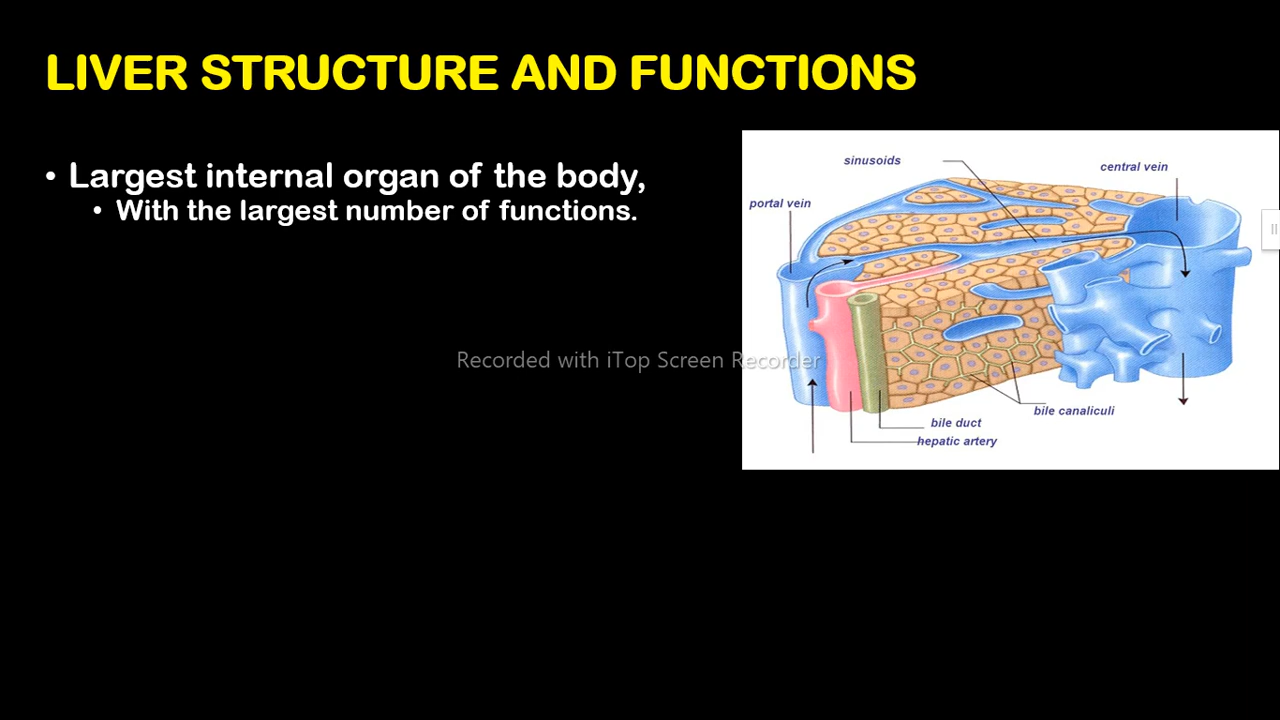 LIVER STRUCTURE AND FUNCTIONS
• Largest internal organ of the body,
• With the largest number of functions.
sinusoids
central vein
portal vein
Recorded with iTop Screen Recorder
bile canaliculi
bile duct
hepatic artery